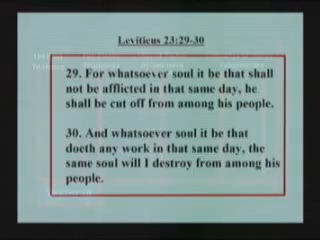 Leviticus 23:29-30
29. For whatsoever soul it be that shall
not be afflicted in that same day, he
shall be cut off from among his people.
30. And whatsoever soul it be that
doeth any work in that same day, the
same soul will I destroy from among his
people.